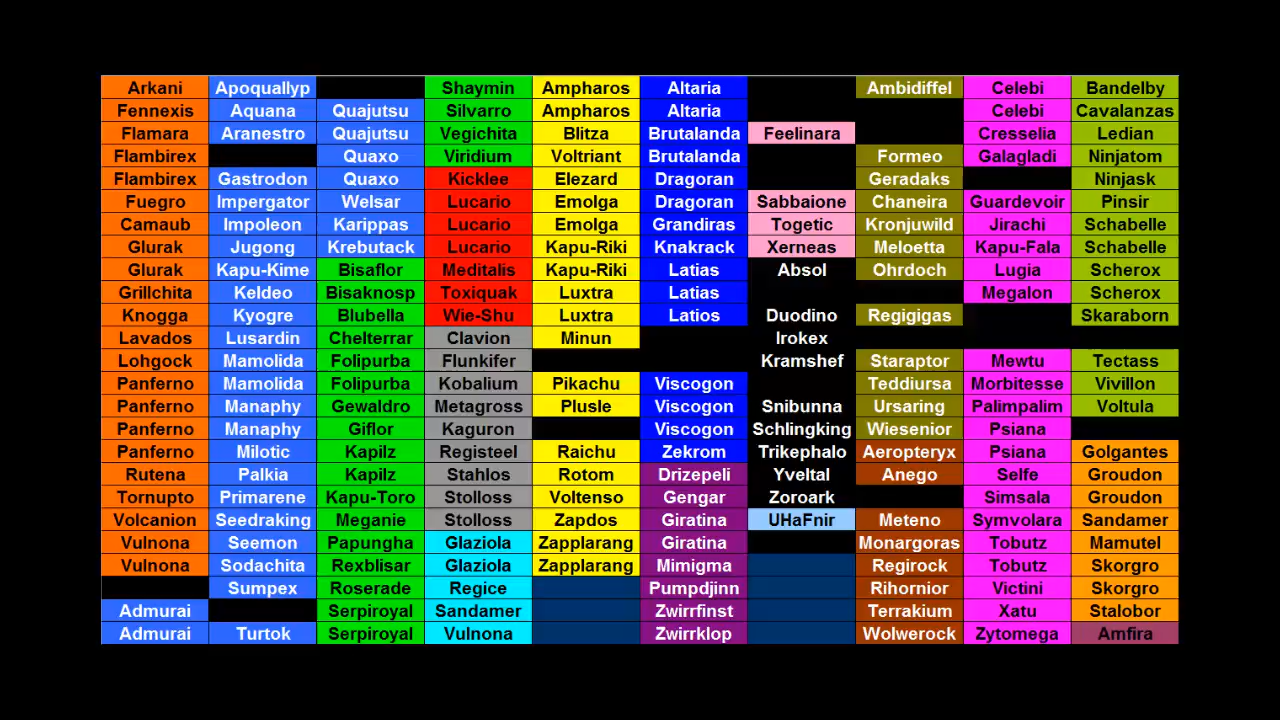 Arkani Apoquallyp Shaymin Ampharos Altaria Ambidiffel Celebi Bandelby
Fennexis Aquana Quajutsu Silvarro Ampharos Altaria Celebi Cavalanzas
Flamara Aranestro Quajutsu Vegichita Blitza Brutalanda Feelinara Cresselia Ledian
Flambirex Quaxo Viridium Voltriant Brutalanda Formeo Galagladi Ninjatom
Flambirex Gastrodon Quaxo Kicklee Elezard Dragoran Geradaks Ninjask
Fuegro Impergator Welsar Lucario Emolga Dragoran Sabbaione Chaneira Guardevoir Pinsir
Camaub Impoleon Karippas Lucario Emolga Grandiras Togetic Kronjuwild Jirachi Schabelle
Glurak Jugong Krebutack Lucario Kapu-Riki Knakrack Xerneas Meloetta Kapu-Fala Schabelle
Glurak Kapu-Kime Bisaflor Meditalis Kapu-Riki Latias Absol Ohrdoch Lugia Scherox
Grillchita Keldeo Bisaknosp Toxiquak Luxtra Latias Megalon Scherox
Knogga Kyogre Blubella Wie-Shu Luxtra Latios Duodino Regigigas Skaraborn
Lavados Lusardin Chelterrar Clavion Minun Irokex
Lohgock Mamolida Folipurba Flunkifer Kramshef Staraptor Mewtu Tectass
Panferno Mamolida Folipurba Kobalium Pikachu Viscogon Teddiursa Morbitesse Vivillon
Panferno Manaphy Gewaldro Metagross Plusle Viscogon Snibunna Ursaring Palimpalim Voltula
Panferno Manaphy Giflor Kaguron Viscogon Schlingking Wiesenior Psiana
Panferno Milotic Kapilz Registeel Raichu Zekrom Trikephalo Aeropteryx Psiana Golgantes
Rutena Palkia Kapilz Stahlos Rotom Drizepeli Yveltal Anego Selfe Groudon
Tornupto Primarene Kapu-Toro Stolloss Voltenso Gengar Zoroark Simsala Groudon
Volcanion Seedraking Meganie Stolloss Zapdos Giratina UHaFnir Meteno Symvolara Sandamer
Vulnona Seemon Papungha Glaziola Zapplarang Giratina Monargoras Tobutz Mamutel
Vulnona Sodachita Rexblisar Glaziola Zapplarang Mimigma Regirock Tobutz Skorgro
Sumpex Roserade Regice Pumpdjinn Rihornior Victini Skorgro
Admurai Serpiroyal Sandamer Zwirrfinst Terrakium Xatu Stalobor
Admurai Turtok Serpiroyal Vulnona Zwirrklop Wolwerock Zytomega Amfira